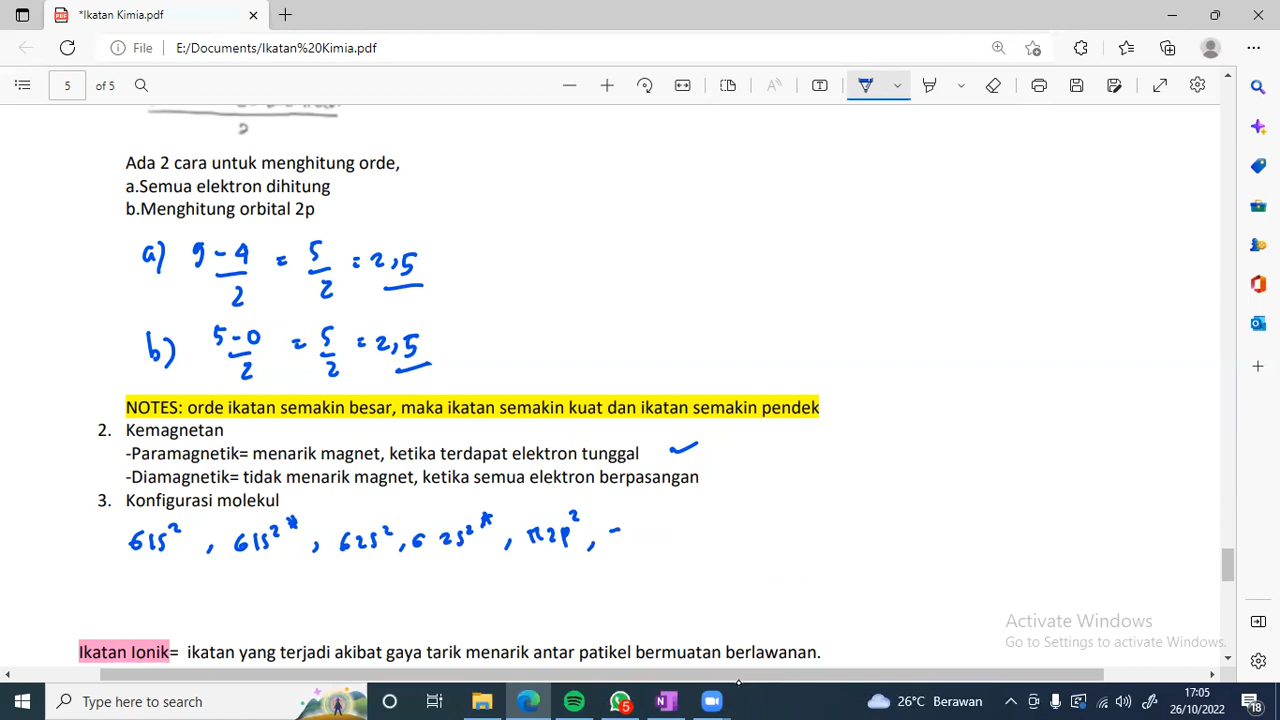 *Ikatan Kimia.pdf
File E:/Documents/Ikatan%20Kimia.pdf
5 of 5
2
Ada 2 cara untuk menghitung orde,
a.Semua elektron dihitung
b.Menghitung orbital 2p
a) 9-4/2 = 5/2 = 2,5
b) 5-0/2 = 5/2 = 2,5
NOTES: orde ikatan semakin besar, maka ikatan semakin kuat dan ikatan semakin pendek
2. Kemagnetan
-Paramagnetik= menarik magnet, ketika terdapat elektron tunggal ✓
-Diamagnetik= tidak menarik magnet, ketika semua elektron berpasangan
3. Konfigurasi molekul
σ1s², σ1s²*, σ2s², σ2s²*, π2p²,
Ikatan Ionik= ikatan yang terjadi akibat gaya tarik menarik antar patikel bermuatan berlawanan.
Activate Windows
Go to Settings to activate Windows.
Type here to search
5
26°C Berawan
17:05
26/10/2022
18